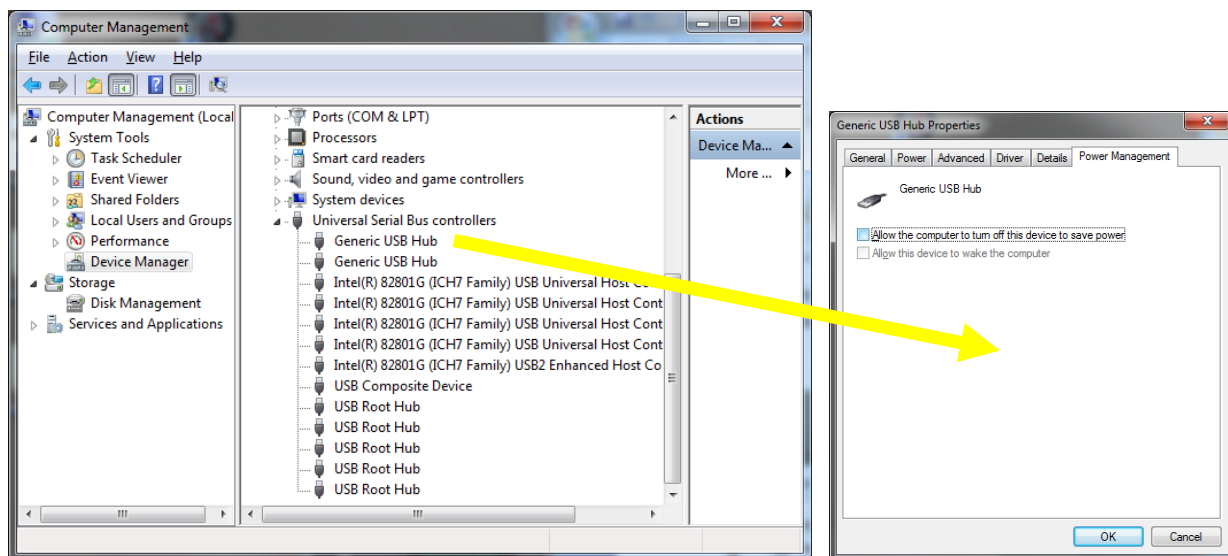 Computer Management
File Action View Help
Computer Management (Local
System Tools
Task Scheduler
Event Viewer
Shared Folders
Local Users and Groups
Performance
Device Manager
Storage
Disk Management
Services and Applications
Ports (COM & LPT)
Processors
Smart card readers
Sound, video and game controllers
System devices
Universal Serial Bus controllers
Generic USB Hub
Generic USB Hub
Intel(R) 82801G (ICH7 Family) USB Universal Host
Intel(R) 82801G (ICH7 Family) USB Universal Host Cont
Intel(R) 82801G (ICH7 Family) USB Universal Host Cont
Intel(R) 82801G (ICH7 Family) USB Universal Host Cont
Intel(R) 82801G (ICH7 Family) USB2 Enhanced Host Co
USB Composite Device
USB Root Hub
USB Root Hub
USB Root Hub
USB Root Hub
USB Root Hub
Actions
Device Ma...
More ...
Generic USB Hub Properties
General Power Advanced Driver Details Power Management
Generic USB Hub
Allow the computer to turn off this device to save power
Allow this device to wake the computer
OK Cancel